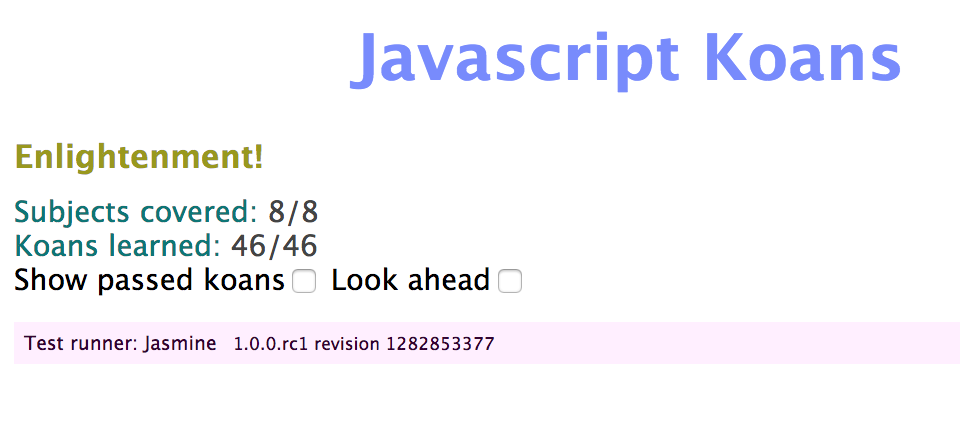 Javascript Koans
Enlightenment!
Subjects covered: 8/8
Koans learned: 46/46
Show passed koans Look ahead
Test runner: Jasmine 1.0.0.rc1 revision 1282853377